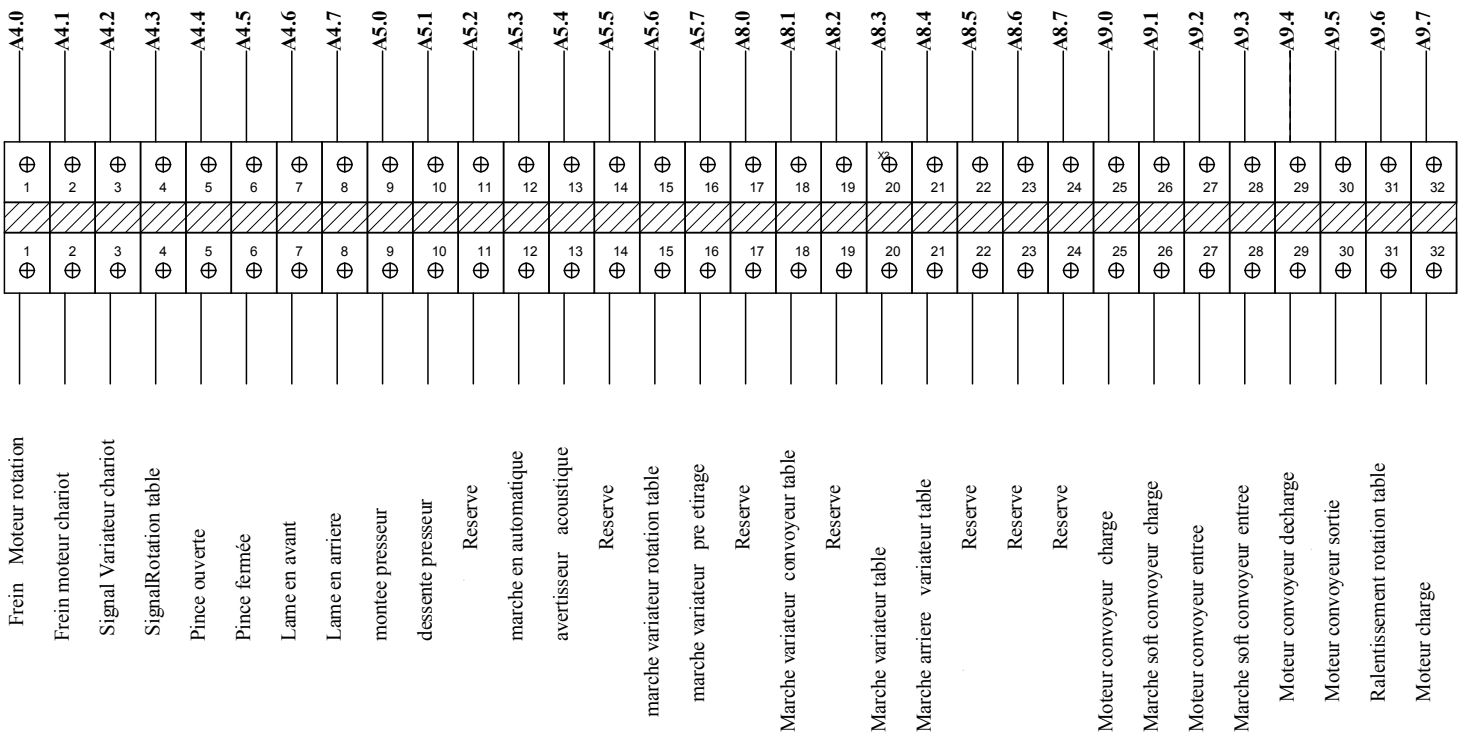 A4.0 A4.1 A4.2 A4.3 A4.4 A4.5 A4.6 A4.7 A5.0 A5.1 A5.2 A5.3 A5.4 A5.5 A5.6 A5.7 A8.0 A8.1 A8.2 A8.3 A8.4 A8.5 A8.6 A8.7 A9.0 A9.1 A9.2 A9.3 A9.4 A9.5 A9.6 A9.7
X2
1 2 3 4 5 6 7 8 9 10 11 12 13 14 15 16 17 18 19 20 21 22 23 24 25 26 27 28 29 30 31 32
1 2 3 4 5 6 7 8 9 10 11 12 13 14 15 16 17 18 19 20 21 22 23 24 25 26 27 28 29 30 31 32
Frein Moteur rotation
Frein moteur chariot
Signal Variateur chariot
SignalRotation table
Pince ouverte
Pince fermée
Lame en avant
Lame en arriere
montee presseur
dessente presseur
Reserve
marche en automatique
avertisseur acoustique
Reserve
marche variateur rotation table
marche variateur pre etirage
Reserve
Marche variateur convoyeur table
Reserve
Marche variateur table
Marche arriere variateur table
Reserve
Reserve
Reserve
Moteur convoyeur charge
Marche soft convoyeur charge
Moteur convoyeur entree
Marche soft convoyeur entree
Moteur convoyeur decharge
Moteur convoyeur sortie
Ralentissement rotation table
Moteur charge